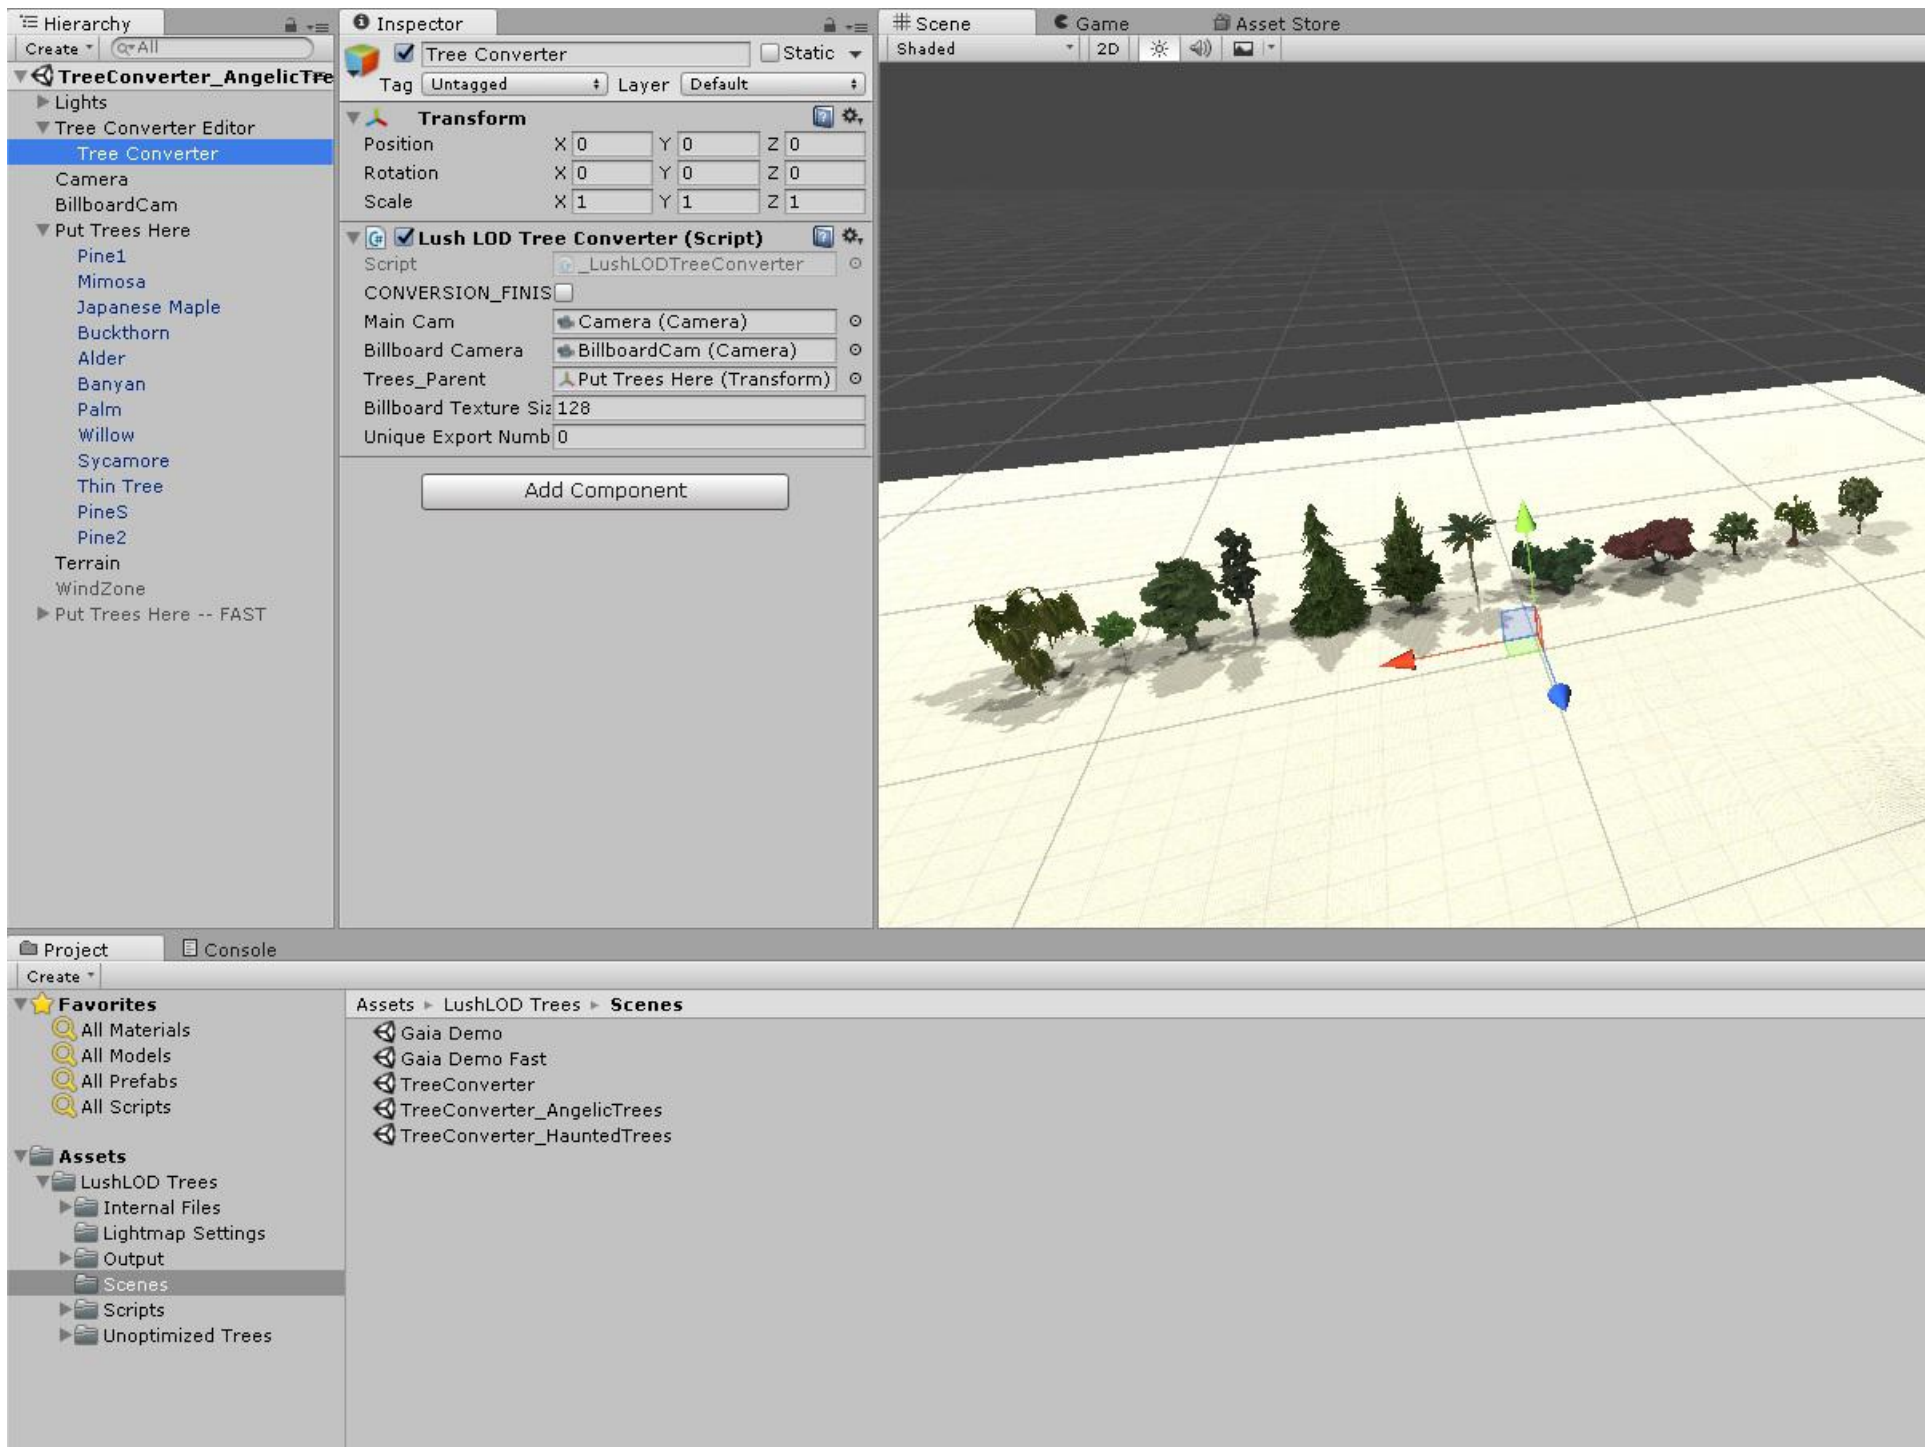 Hierarchy
Create
All
TreeConverter_AngelicTre
Lights
Tree Converter Editor
Tree Converter
Camera
BillboardCam
Put Trees Here
Pine1
Mimosa
Japanese Maple
Buckthorn
Alder
Banyan
Palm
Willow
Sycamore
Thin Tree
PineS
Pine2
Terrain
WindZone
Put Trees Here -- FAST
Inspector
Tree Converter Static
Tag Untagged Layer Default
Transform
Position X 0 Y 0 Z 0
Rotation X 0 Y 0 Z 0
Scale X 1 Y 1 Z 1
Lush LOD Tree Converter (Script)
Script _LushLODTreeConverter
CONVERSION_FINIS
Main Cam Camera (Camera)
Billboard Camera BillboardCam (Camera)
Trees_Parent Put Trees Here (Transform)
Billboard Texture Siz 128
Unique Export Numb 0
Add Component
Scene Game Asset Store
Shaded 2D
Project Console
Create
Favorites
All Materials
All Models
All Prefabs
All Scripts
Assets
LushLOD Trees
Internal Files
Lightmap Settings
Output
Scenes
Scripts
Unoptimized Trees
Assets LushLOD Trees Scenes
Gaia Demo
Gaia Demo Fast
TreeConverter
TreeConverter_AngelicTrees
TreeConverter_HauntedTrees